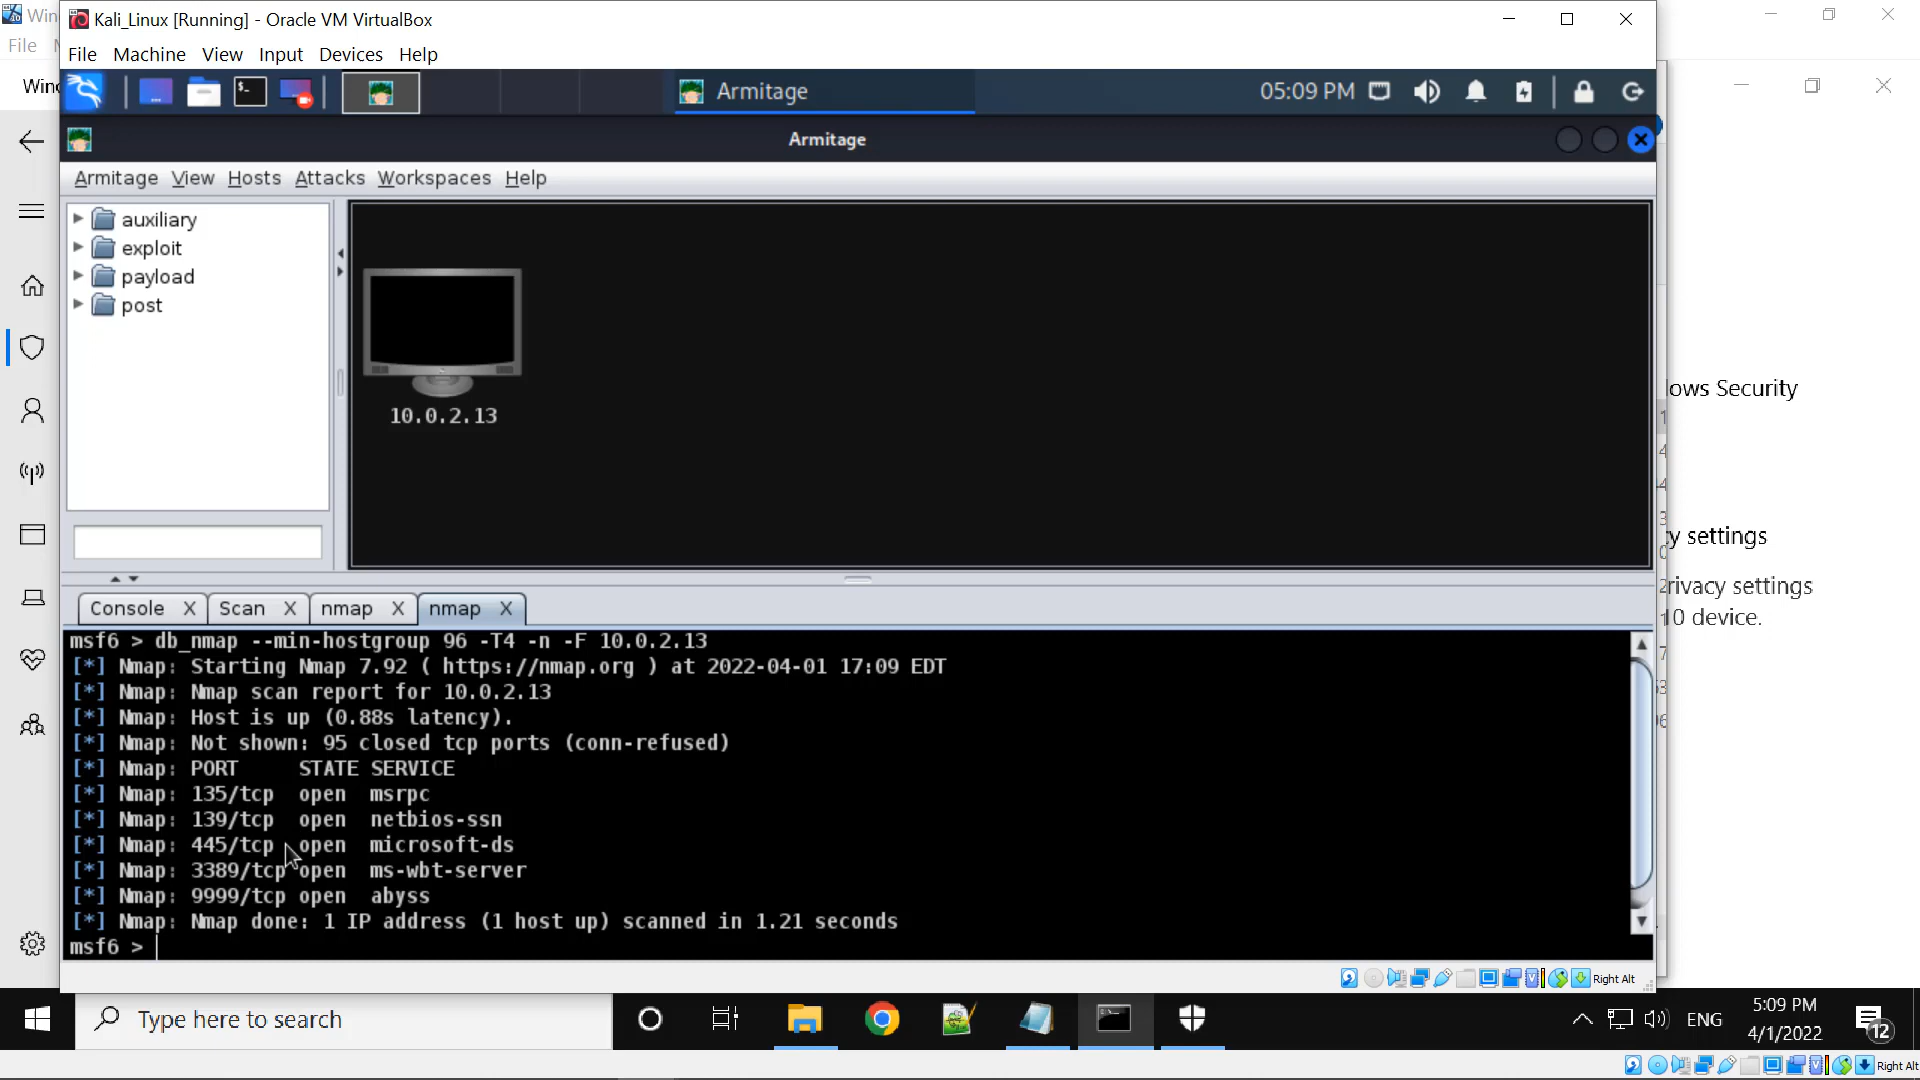 Win
Kali_Linux [Running] - Oracle VM VirtualBox
File
File Machine View Input Devices Help
Armitage
05:09 PM
Armitage
Armitage View Hosts Attacks Workspaces Help
auxiliary
exploit
payload
post
10.0.2.13
ows Security
y settings
rivacy settings
10 device.
Console X Scan X nmap X nmap X
msf6 > db_nmap --min-hostgroup 96 -T4 -n -F 10.0.2.13
[*] Nmap: Starting Nmap 7.92 ( https://nmap.org ) at 2022-04-01 17:09 EDT
[*] Nmap: Nmap scan report for 10.0.2.13
[*] Nmap: Host is up (0.88s latency).
[*] Nmap: Not shown: 95 closed tcp ports (conn-refused)
[*] Nmap: PORT STATE SERVICE
[*] Nmap: 135/tcp open msrpc
[*] Nmap: 139/tcp open netbios-ssn
[*] Nmap: 445/tcp open microsoft-ds
[*] Nmap: 3389/tcp open ms-wbt-server
[*] Nmap: 9999/tcp open abyss
[*] Nmap: Nmap done: 1 IP address (1 host up) scanned in 1.21 seconds
msf6 >
Right Alt
Type here to search
ENG
5:09 PM
4/1/2022
12
Right Alt